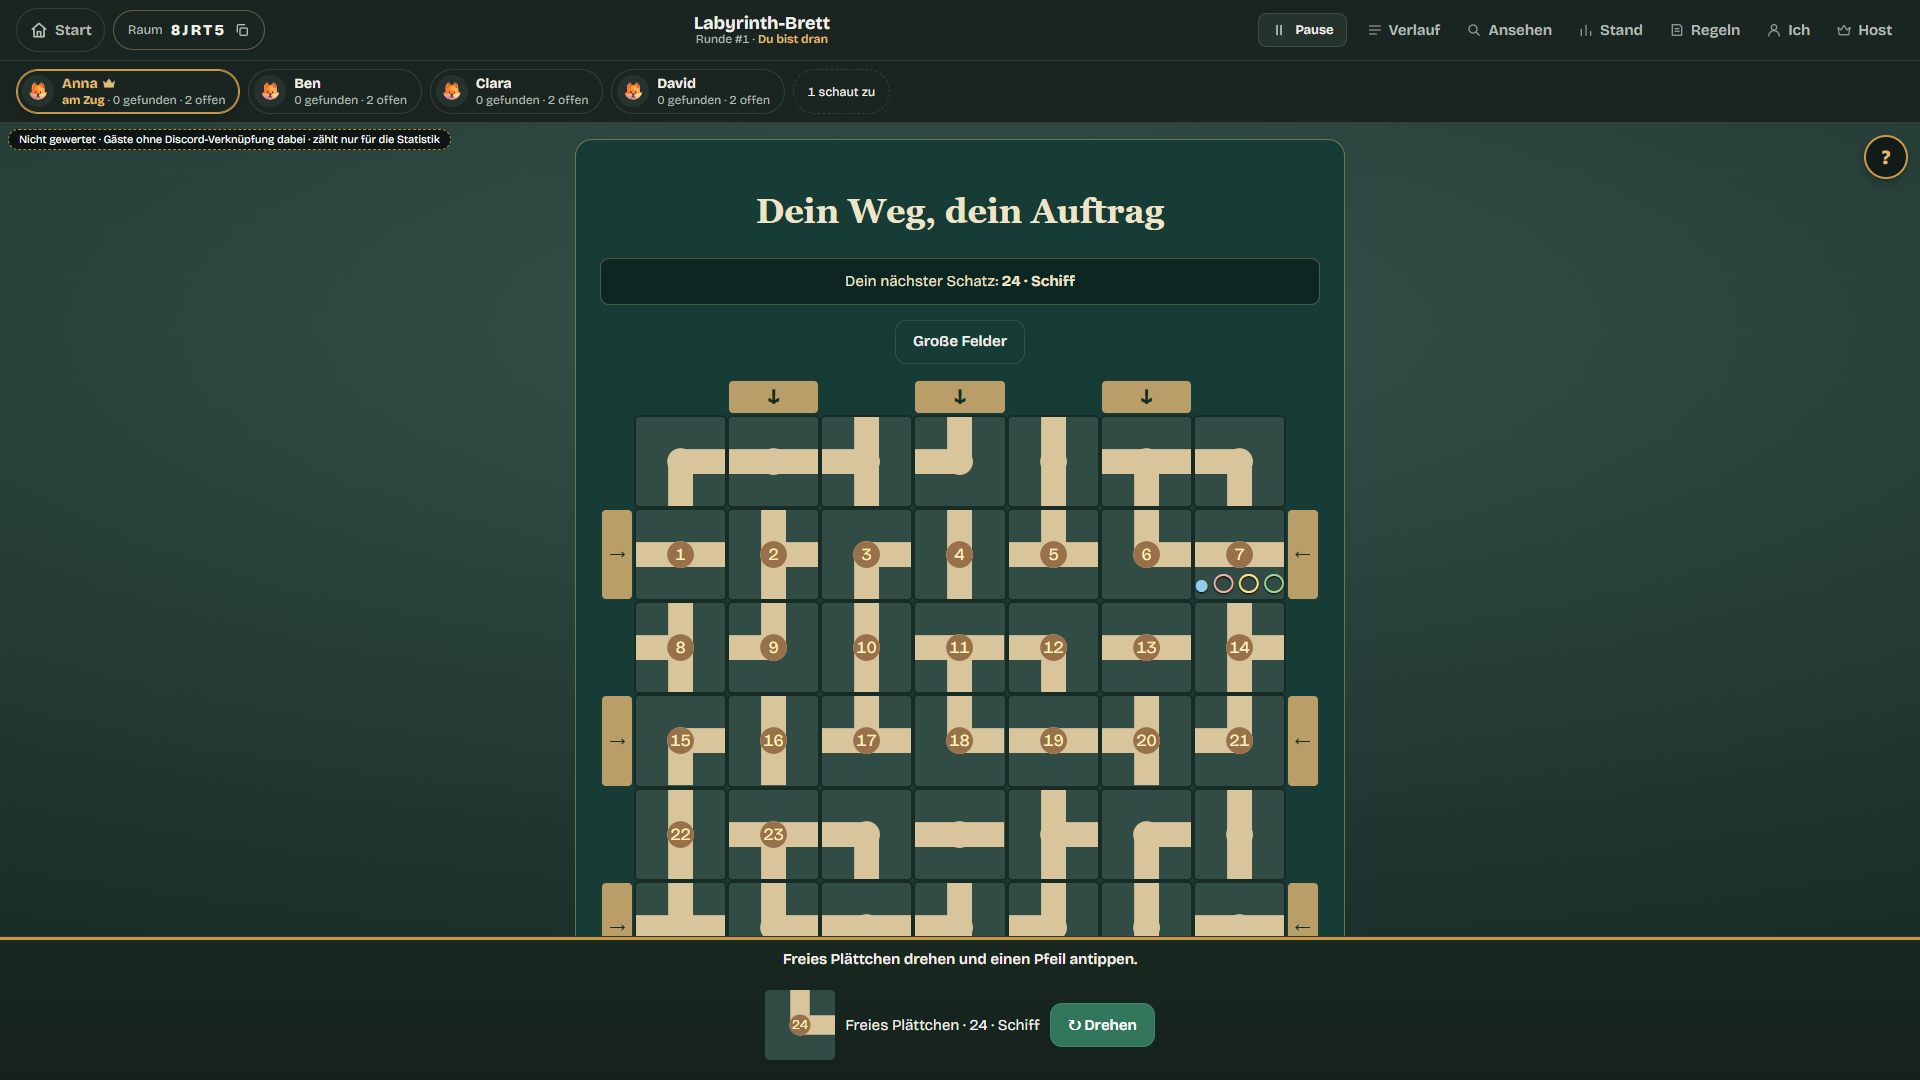 Start
Raum 8JRT5
Labyrinth-Brett
Runde #1 · Du bist dran
Pause
Verlauf
Ansehen
Stand
Regeln
Ich
Host
Anna
am Zug · 0 gefunden · 2 offen
Ben
0 gefunden · 2 offen
Clara
0 gefunden · 2 offen
David
0 gefunden · 2 offen
1 schaut zu
Nicht gewertet · Gäste ohne Discord-Verknüpfung dabei · zählt nur für die Statistik
?
Dein Weg, dein Auftrag
Dein nächster Schatz: 24 · Schiff
Große Felder
↓ ↓ ↓
→ 1 2 3 4 5 6 7 ←
8 9 10 11 12 13 14
→ 15 16 17 18 19 20 21 ←
22 23
→ ←
Freies Plättchen drehen und einen Pfeil antippen.
24
Freies Plättchen · 24 · Schiff
↻ Drehen